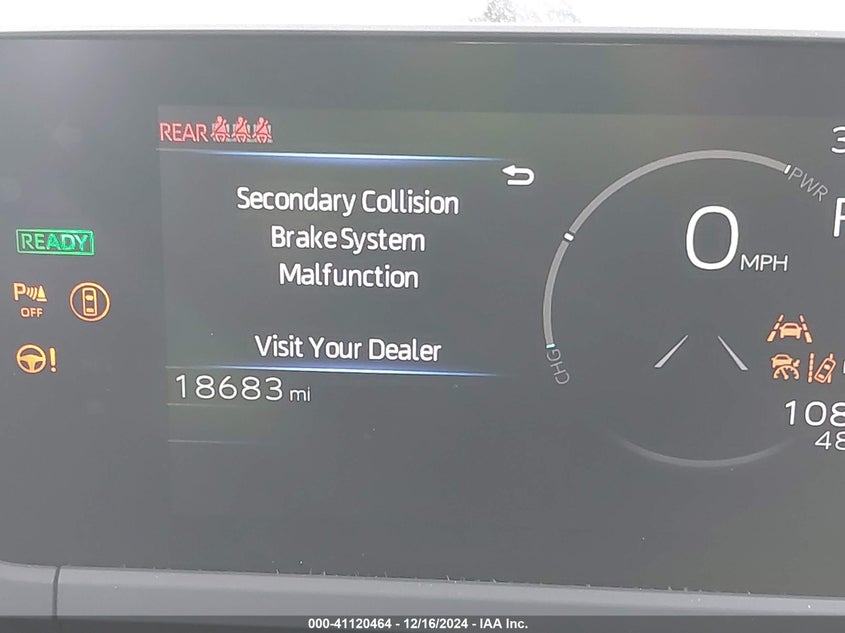 REAR
Secondary Collision
Brake System
Malfunction
Visit Your Dealer
18683 mi
READY
P
OFF
!
CHG
PWR
0 MPH
000-41120464 - 12/16/2024 - IAA Inc.